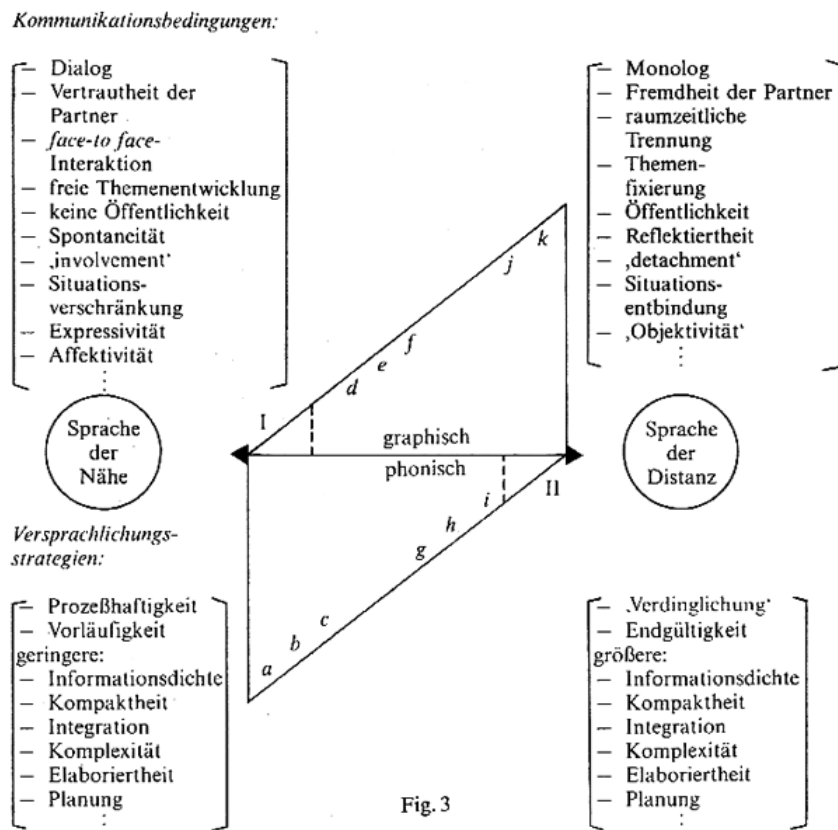 Kommunikationsbedingungen:
— Dialog
— Vertrautheit der
Partner
— face-to face-
Interaktion
— freie Themenentwicklung
— keine Öffentlichkeit
— Spontaneität
— ‚involvement‘
— Situations-
verschränkung
— Expressivität
— Affektivität
⋮
— Monolog
— Fremdheit der Partner
— raumzeitliche
Trennung
— Themen-
fixierung
— Öffentlichkeit
— Reflektiertheit
— ‚detachment‘
— Situations-
entbindung
— ‚Objektivität‘
⋮
k
j
f
e
d
I
Sprache
der
Nähe
graphisch
phonisch
Sprache
der
Distanz
II
i
h
g
c
b
a
Versprachlichungs-
strategien:
— Prozeßhaftigkeit
— Vorläufigkeit
geringere:
— Informationsdichte
— Kompaktheit
— Integration
— Komplexität
— Elaboriertheit
— Planung
⋮
— ‚Verdinglichung‘
— Endgültigkeit
größere:
— Informationsdichte
— Kompaktheit
— Integration
— Komplexität
— Elaboriertheit
— Planung
⋮
Fig. 3